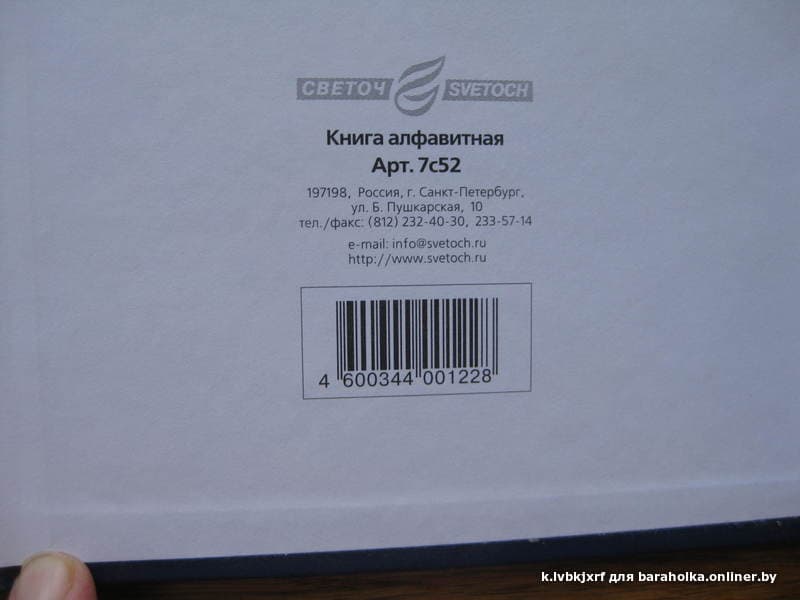 СВЕТОЧ SVETOCH
Книга алфавитная
Арт. 7с52
197198, Россия, г. Санкт-Петербург,
ул. Б. Пушкарская, 10
тел./факс: (812) 232-40-30, 233-57-14
e-mail: info@svetoch.ru
http://www.svetoch.ru
4 600344 001228
k.lvbkjxrf для baraholka.onliner.by